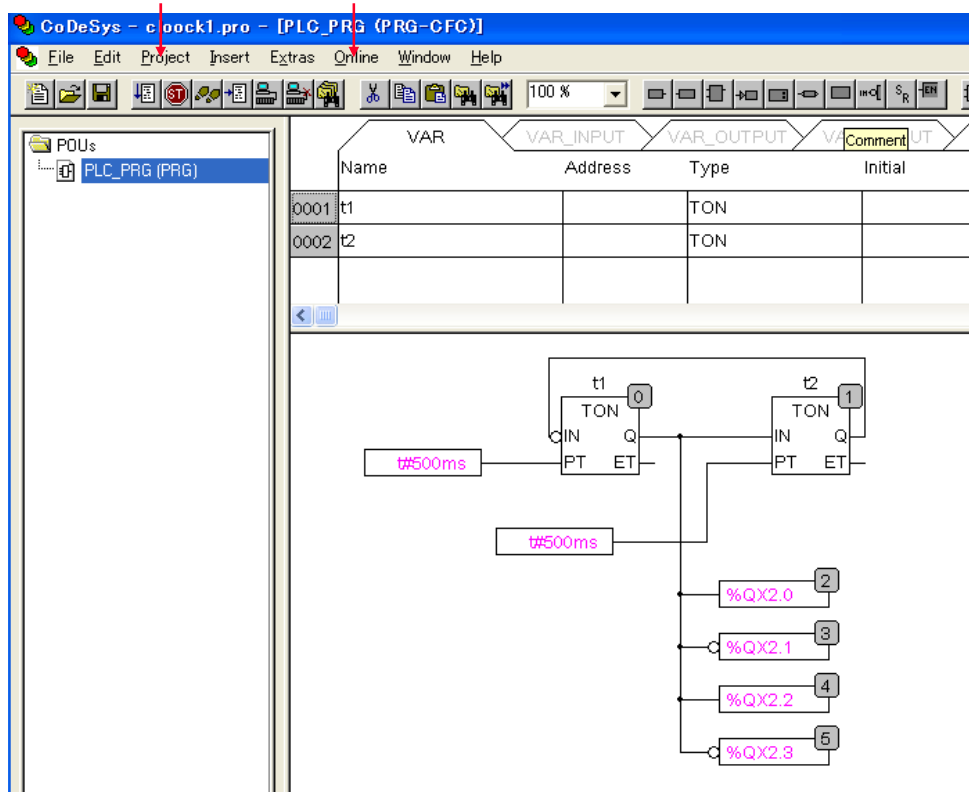 CoDeSys - cloock1.pro - [PLC_PRG (PRG-CFC)]
File Edit Project Insert Extras Online Window Help
100 %
POUs
PLC_PRG (PRG)
VAR VAR_INPUT VAR_OUTPUT VA Comment UT
Name Address Type Initial
0001 t1 TON
0002 t2 TON
t1 t2
0 1
TON TON
IN Q IN Q
t#500ms PT ET PT ET
t#500ms
2
%QX2.0
3
%QX2.1
4
%QX2.2
5
%QX2.3